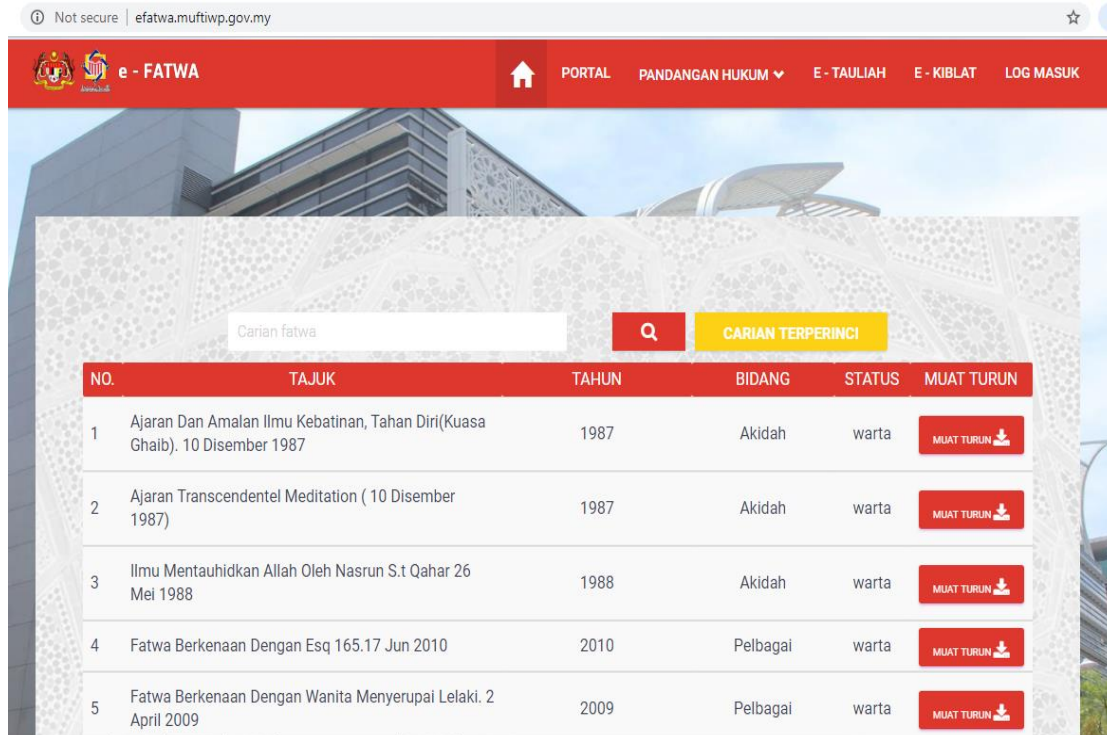 Not secure | efatwa.muftiwp.gov.my
e - FATWA
PORTAL PANDANGAN HUKUM E - TAULIAH E - KIBLAT LOG MASUK
Carian fatwa CARIAN TERPERINCI
NO. TAJUK TAHUN BIDANG STATUS MUAT TURUN
1 Ajaran Dan Amalan Ilmu Kebatinan, Tahan Diri(Kuasa
Ghaib). 10 Disember 1987 1987 Akidah warta MUAT TURUN
2 Ajaran Transcendentel Meditation ( 10 Disember
1987) 1987 Akidah warta MUAT TURUN
3 Ilmu Mentauhidkan Allah Oleh Nasrun S.t Qahar 26
Mei 1988 1988 Akidah warta MUAT TURUN
4 Fatwa Berkenaan Dengan Esq 165.17 Jun 2010 2010 Pelbagai warta MUAT TURUN
5 Fatwa Berkenaan Dengan Wanita Menyerupai Lelaki. 2
April 2009 2009 Pelbagai warta MUAT TURUN